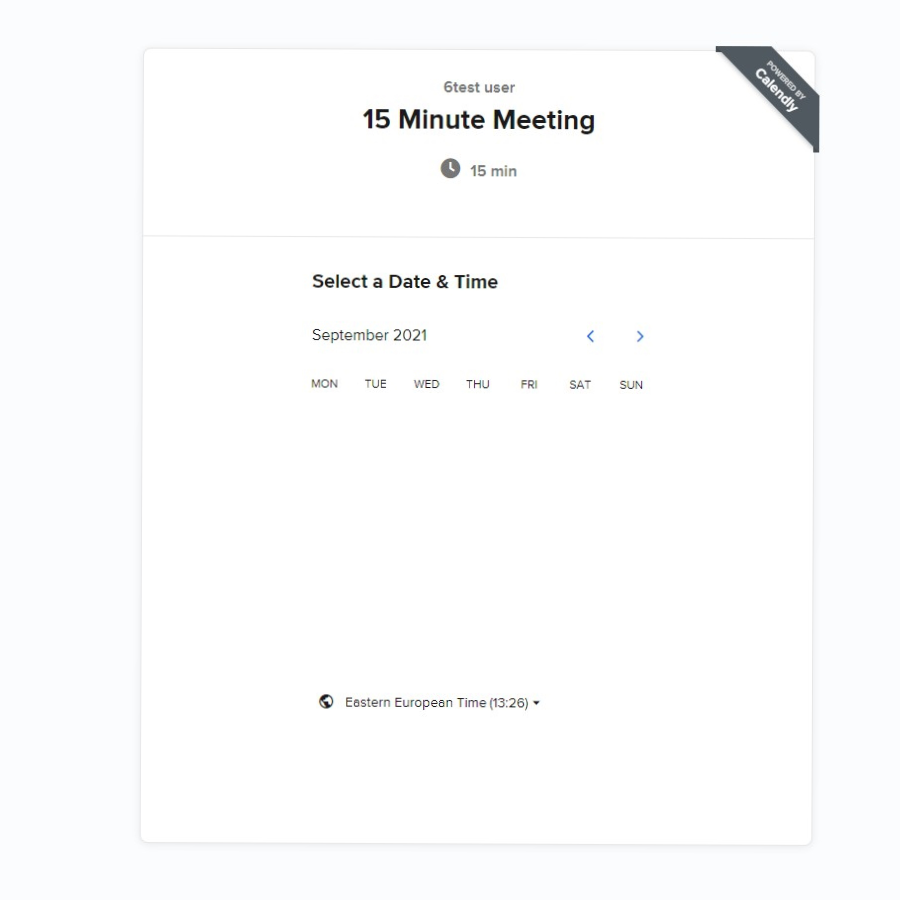 6test user
15 Minute Meeting
15 min
POWERED BY
Calendly
Select a Date & Time
September 2021
MON TUE WED THU FRI SAT SUN
Eastern European Time (13:26)